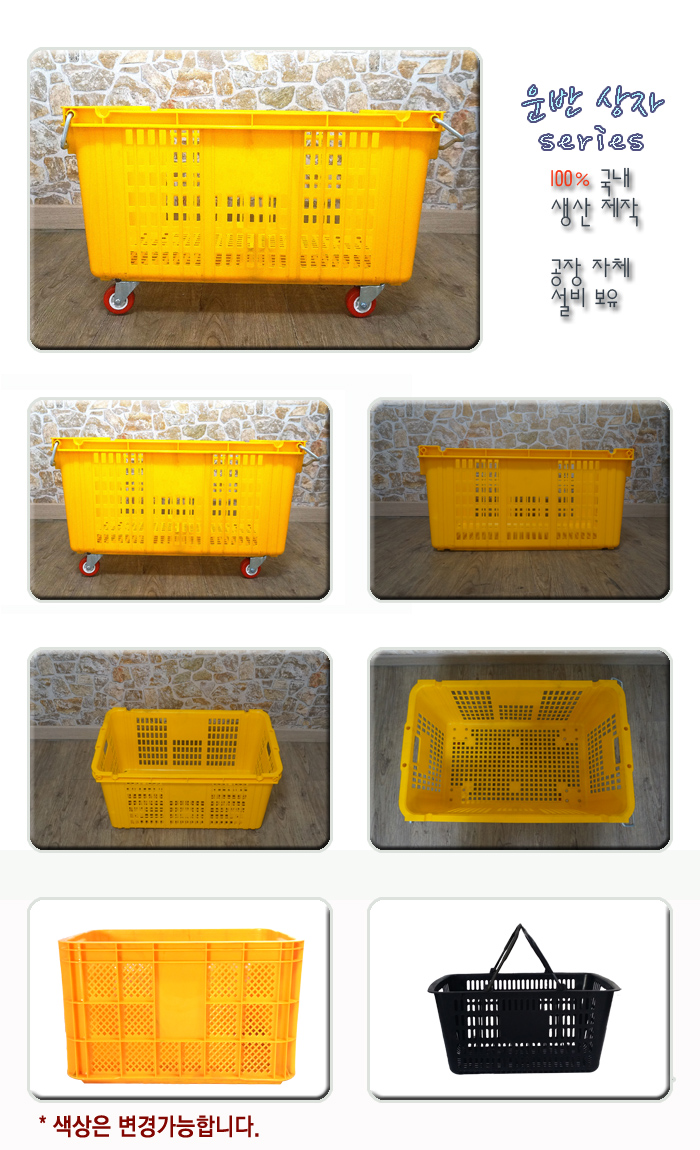 운반 상자
series
100% 국내
생산 제작
공장 자체
설비 보유
* 색상은 변경가능합니다.